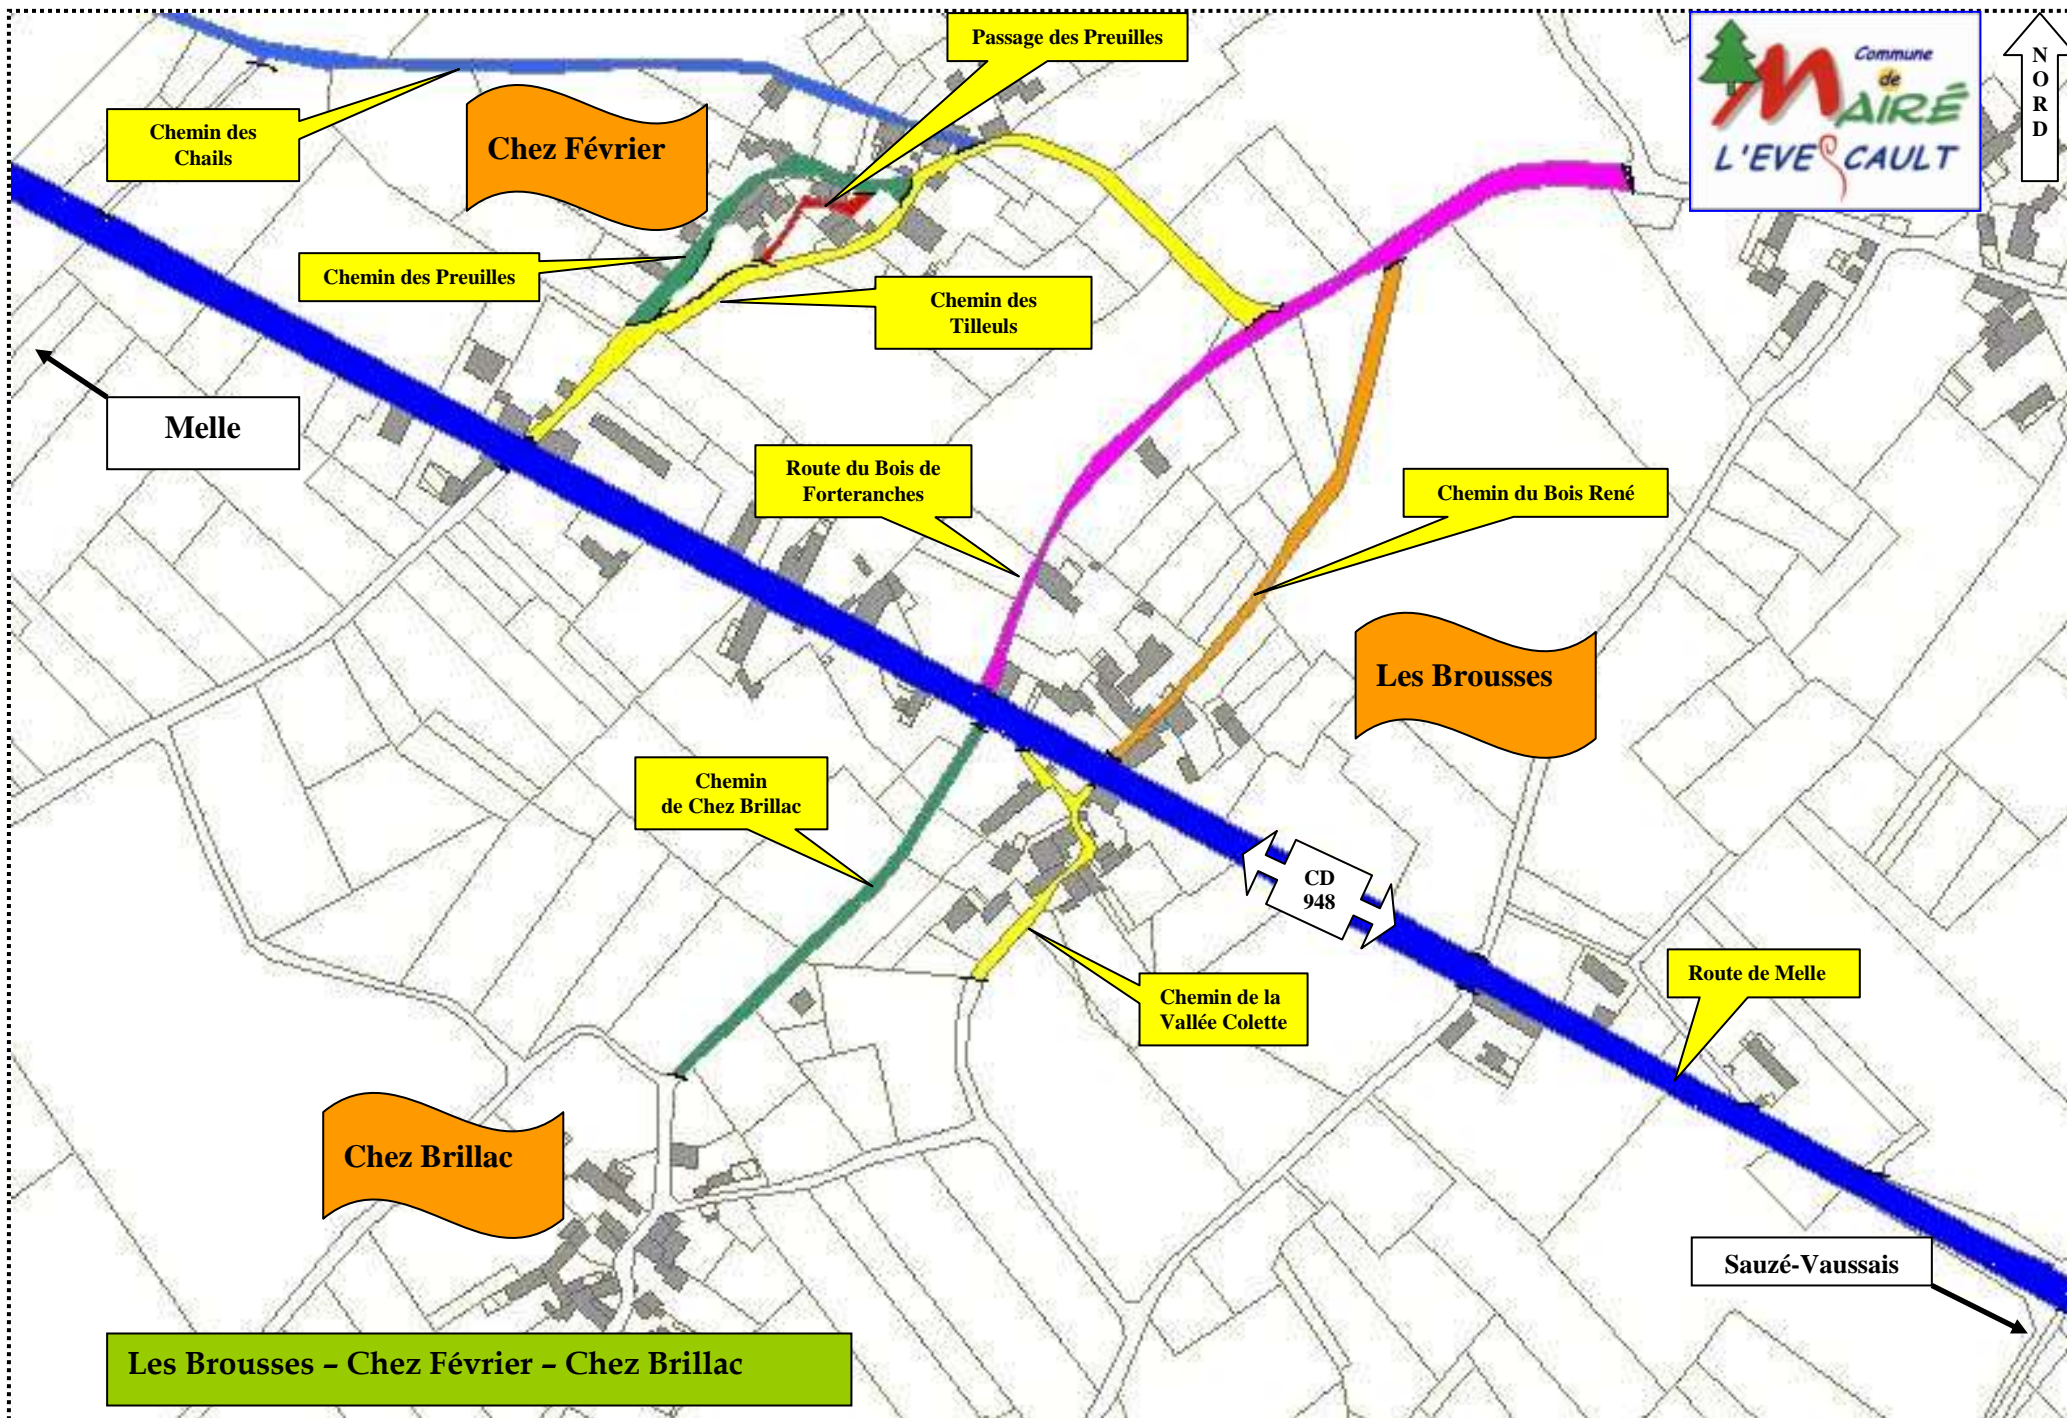 Passage des Preuilles
Commune
de
MAIRÉ
L'EVESCAULT
N
O
R
D
Chemin des
Chails
Chez Février
Chemin des Preuilles
Chemin des
Tilleuls
Melle
Route du Bois de
Forteranches
Chemin du Bois René
Les Brousses
Chemin
de Chez Brillac
CD
948
Route de Melle
Chemin de la
Vallée Colette
Chez Brillac
Sauzé-Vaussais
Les Brousses – Chez Février – Chez Brillac